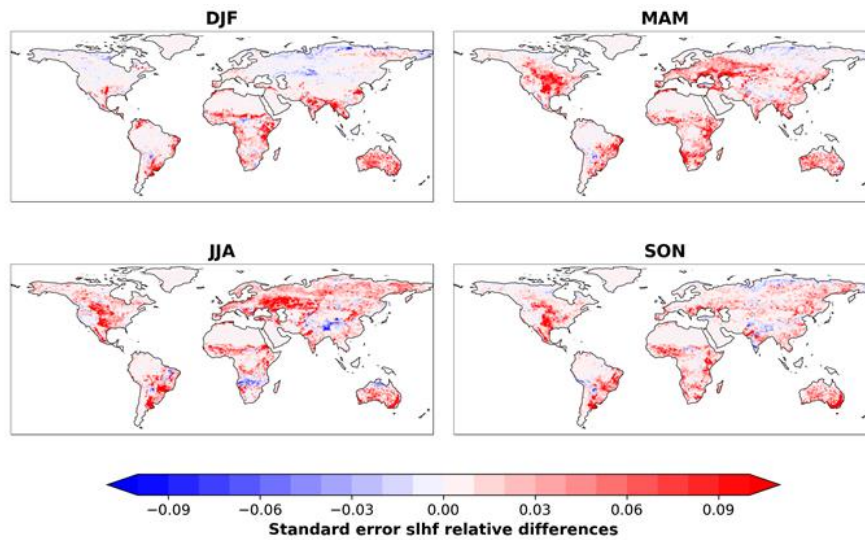 DJF
MAM
JJA
SON
−0.09 −0.06 −0.03 0.00 0.03 0.06 0.09
Standard error slhf relative differences